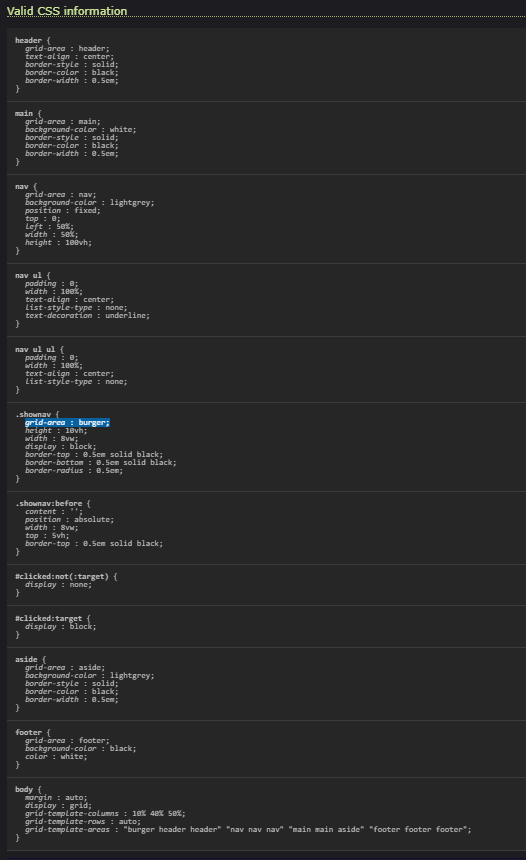 Valid CSS information
header {
grid-area : header;
text-align : center;
border-style : solid;
border-color : black;
border-width : 0.5em;
}
main {
grid-area : main;
background-color : white;
border-style : solid;
border-color : black;
border-width : 0.5em;
}
nav {
grid-area : nav;
background-color : lightgrey;
position : fixed;
top : 0;
left : 50%;
width : 50%;
height : 100vh;
}
nav ul {
padding : 0;
width : 100%;
text-align : center;
list-style-type : none;
text-decoration : underline;
}
nav ul ul {
padding : 0;
width : 100%;
text-align : center;
list-style-type : none;
}
.shownav {
grid-area : burger;
height : 10vh;
width : 8vw;
display : block;
border-top : 0.5em solid black;
border-bottom : 0.5em solid black;
border-radius : 0.5em;
}
.shownav:before {
content : '';
position : absolute;
width : 8vw;
top : 5vh;
border-top : 0.5em solid black;
}
#clicked:not(:target) {
display : none;
}
#clicked:target {
display : block;
}
aside {
grid-area : aside;
background-color : lightgrey;
border-style : solid;
border-color : black;
border-width : 0.5em;
}
footer {
grid-area : footer;
background-color : black;
color : white;
}
body {
margin : auto;
display : grid;
grid-template-columns : 10% 40% 50%;
grid-template-rows : auto;
grid-template-areas : "burger header header" "nav nav nav" "main main aside" "footer footer footer";
}